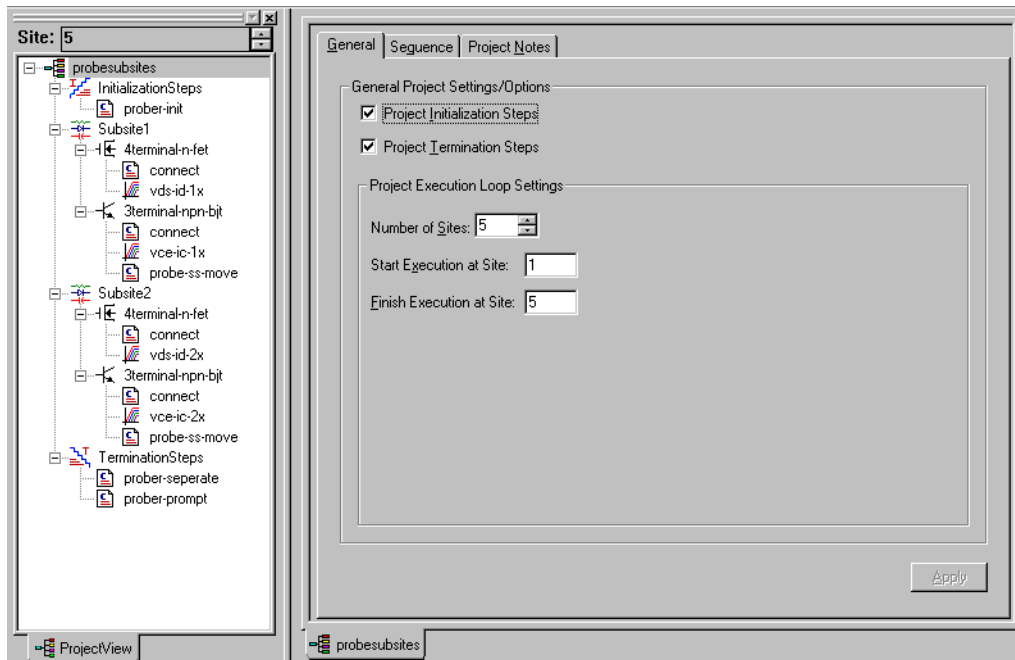 Site: 5
probesubsites
InitializationSteps
prober-init
Subsite1
4terminal-n-fet
connect
vds-id-1x
3terminal-npn-bjt
connect
vce-ic-1x
probe-ss-move
Subsite2
4terminal-n-fet
connect
vds-id-2x
3terminal-npn-bjt
connect
vce-ic-2x
probe-ss-move
TerminationSteps
prober-seperate
prober-prompt
ProjectView
General Sequence Project Notes
General Project Settings/Options
Project Initialization Steps
Project Termination Steps
Project Execution Loop Settings
Number of Sites: 5
Start Execution at Site: 1
Finish Execution at Site: 5
Apply
probesubsites